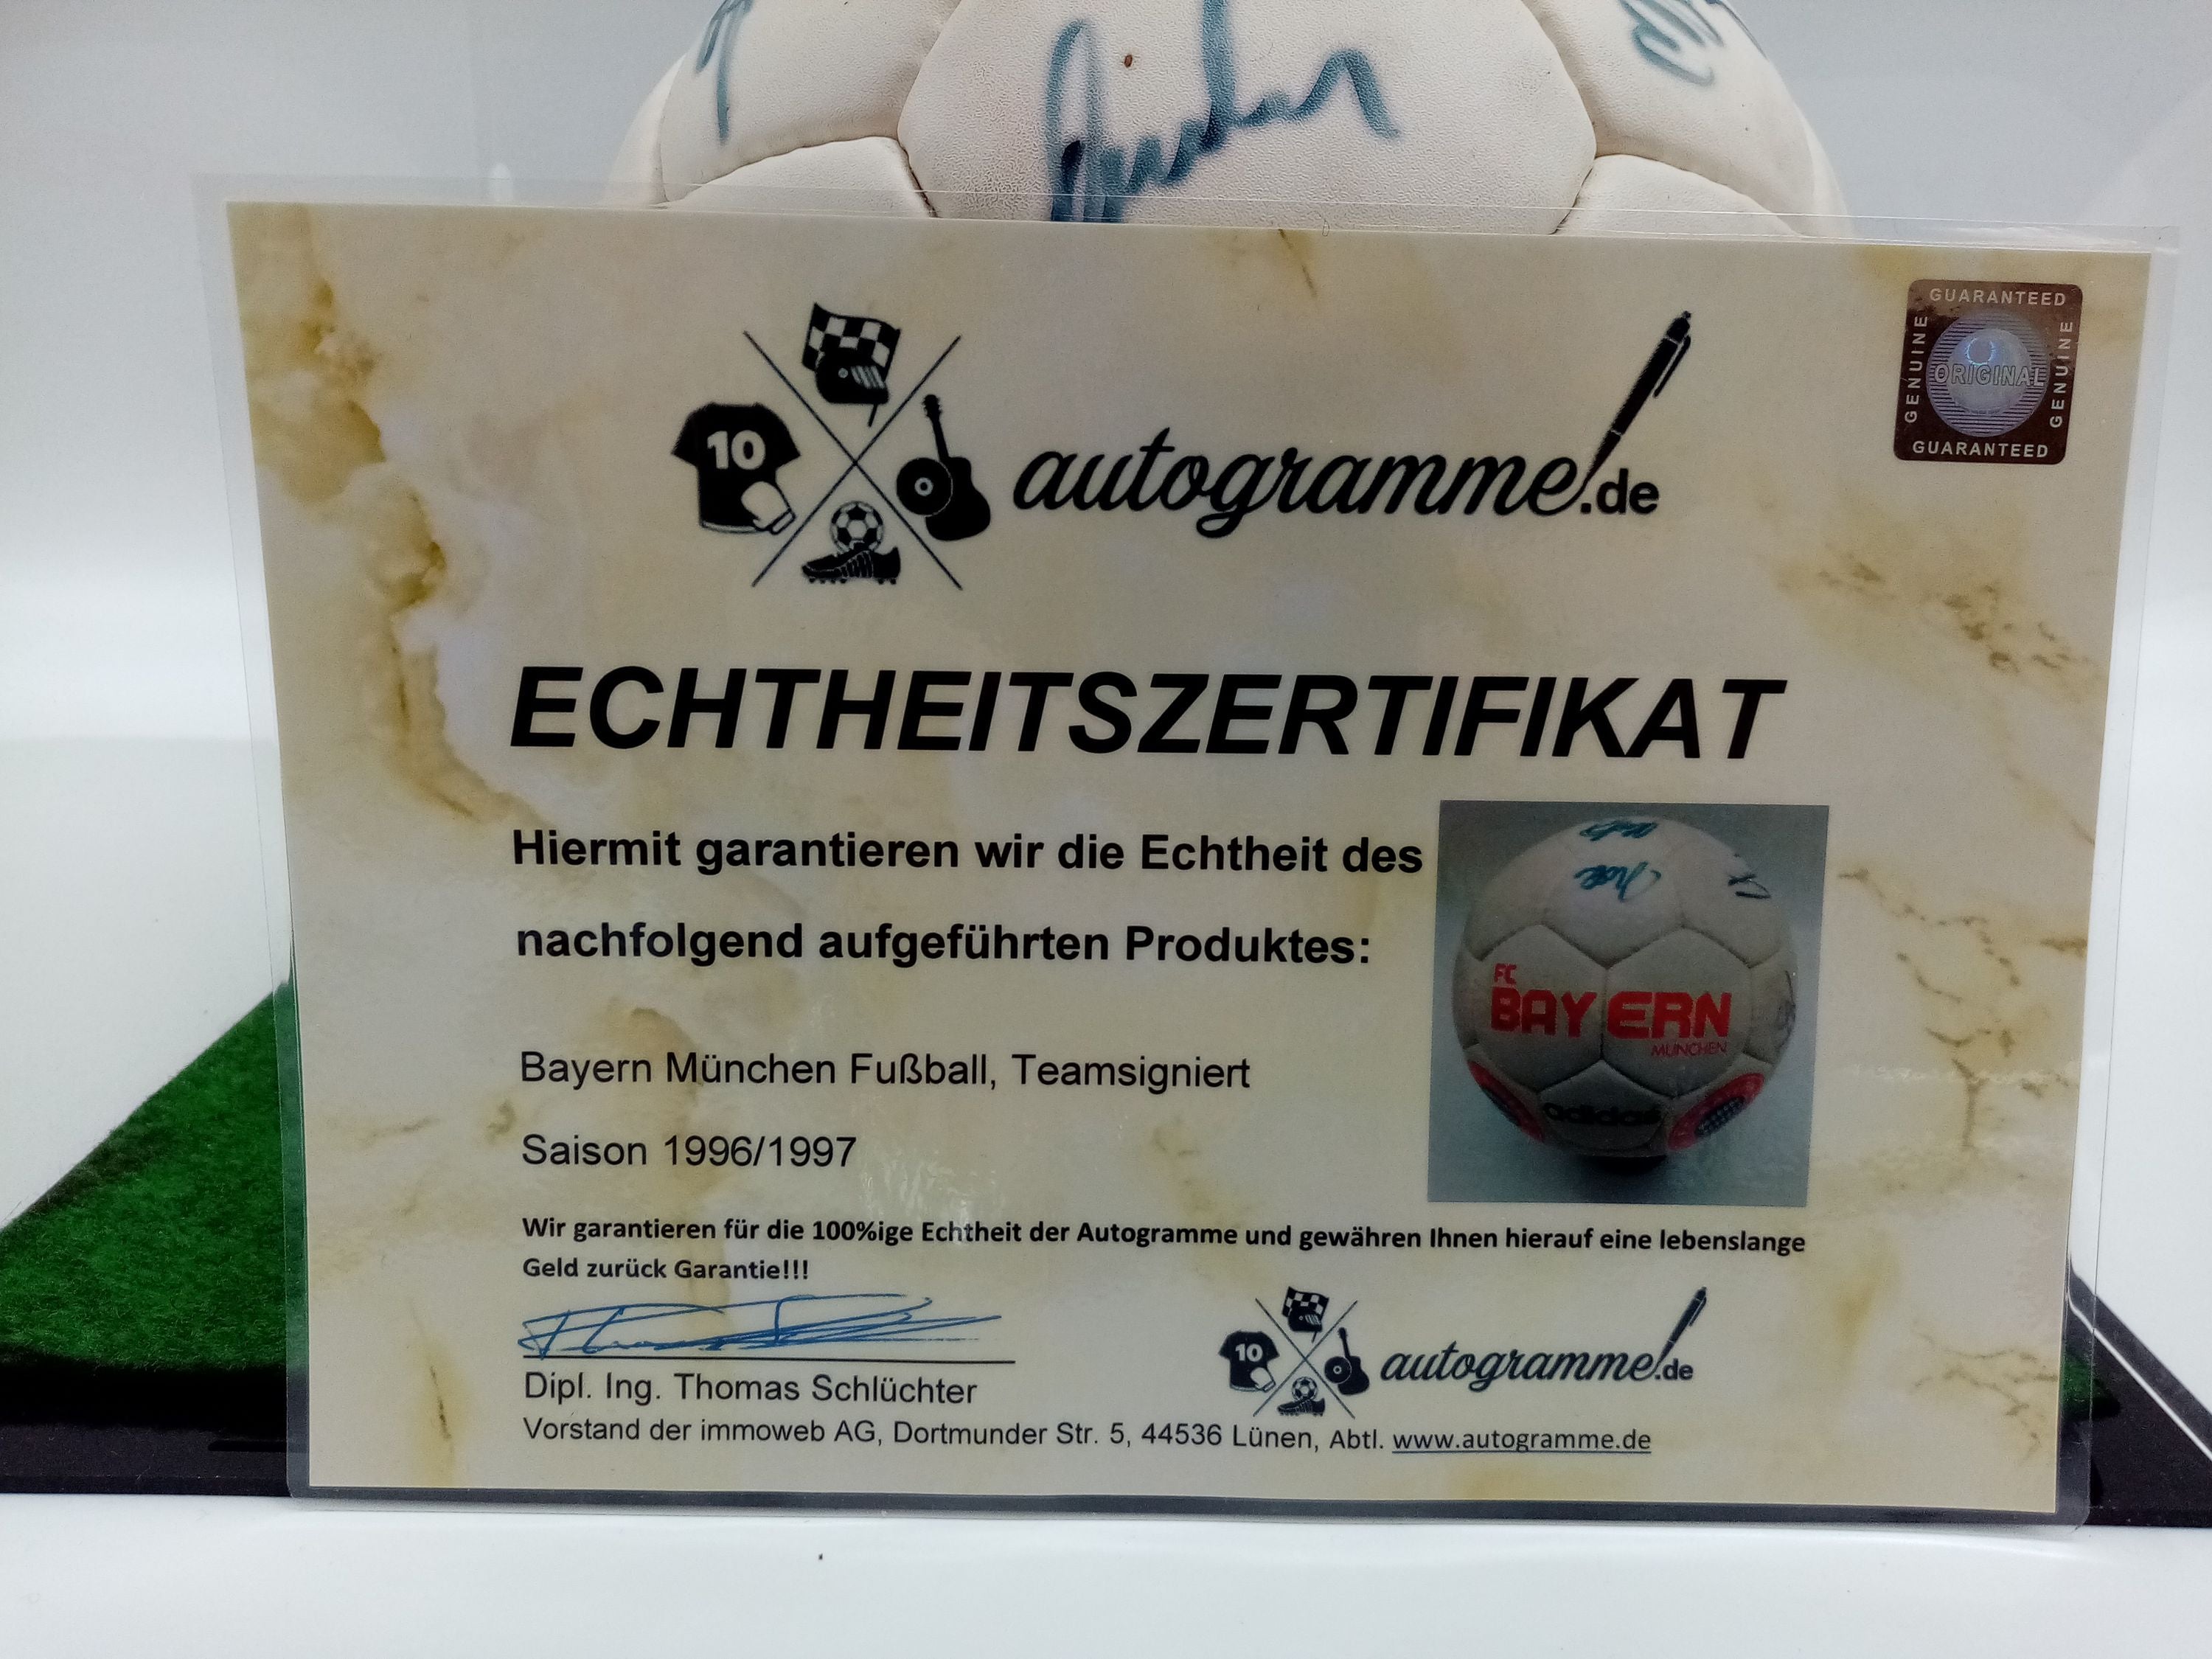 GUARANTEED
GENUINE
ORIGINAL
GENUINE
GUARANTEED
10
autogramme.de
ECHTHEITSZERTIFIKAT
Hiermit garantieren wir die Echtheit des
nachfolgend aufgeführten Produktes:
FC
BAYERN
MÜNCHEN
adidas
Bayern München Fußball, Teamsigniert
Saison 1996/1997
Wir garantieren für die 100%ige Echtheit der Autogramme und gewähren Ihnen hierauf eine lebenslange
Geld zurück Garantie!!!
10
autogramme.de
Dipl. Ing. Thomas Schlüchter
Vorstand der immoweb AG, Dortmunder Str. 5, 44536 Lünen, Abtl. www.autogramme.de